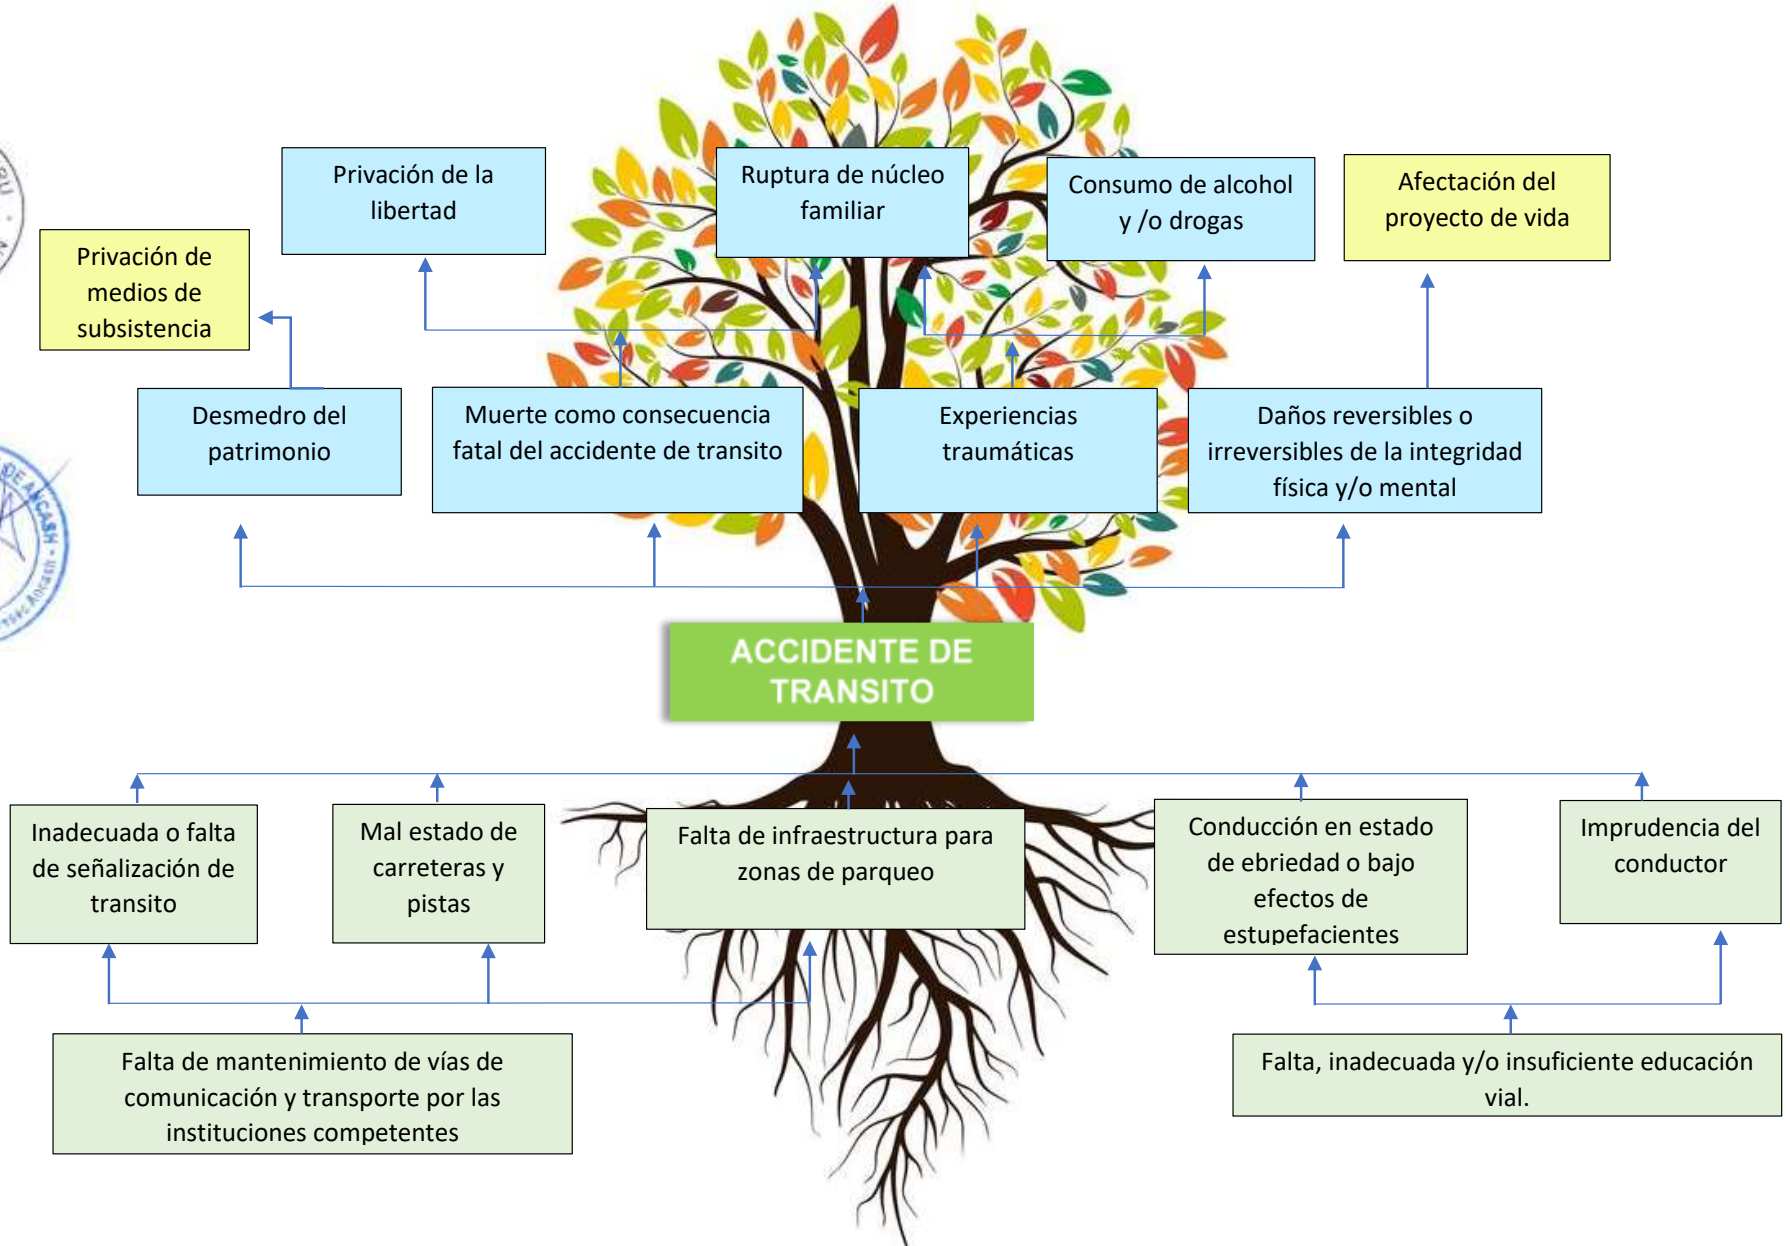 Privación de la
libertad
Ruptura de núcleo
familiar
Consumo de alcohol
y /o drogas
Afectación del
proyecto de vida
Privación de
medios de
subsistencia
Desmedro del
patrimonio
Muerte como consecuencia
fatal del accidente de transito
Experiencias
traumáticas
Daños reversibles o
irreversibles de la integridad
física y/o mental
DE ANCASH -
ACCIDENTE DE
TRANSITO
Inadecuada o falta
de señalización de
transito
Mal estado de
carreteras y
pistas
Falta de infraestructura para
zonas de parqueo
Conducción en estado
de ebriedad o bajo
efectos de
estupefacientes
Imprudencia del
conductor
Falta de mantenimiento de vías de
comunicación y transporte por las
instituciones competentes
Falta, inadecuada y/o insuficiente educación
vial.